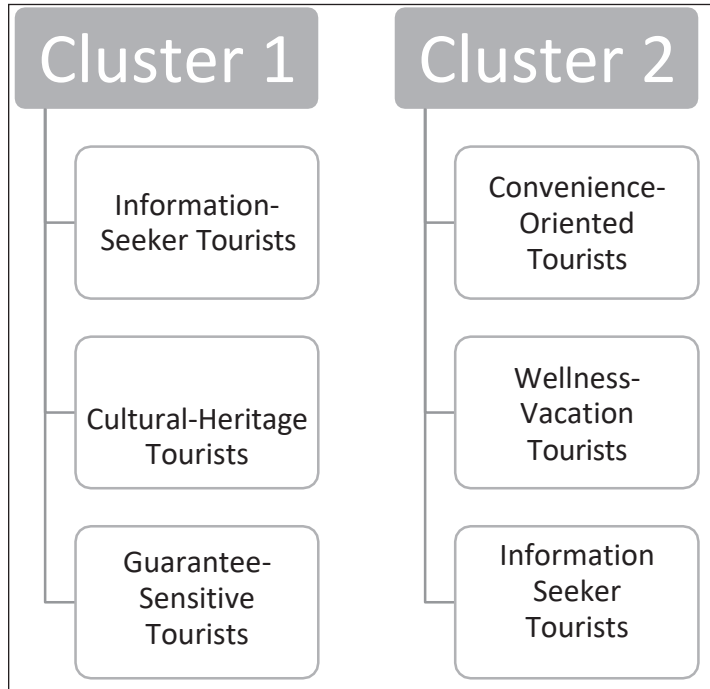 Cluster 1
Information-
Seeker Tourists
Cultural-Heritage
Tourists
Guarantee-
Sensitive
Tourists
Cluster 2
Convenience-
Oriented
Tourists
Wellness-
Vacation
Tourists
Information
Seeker
Tourists